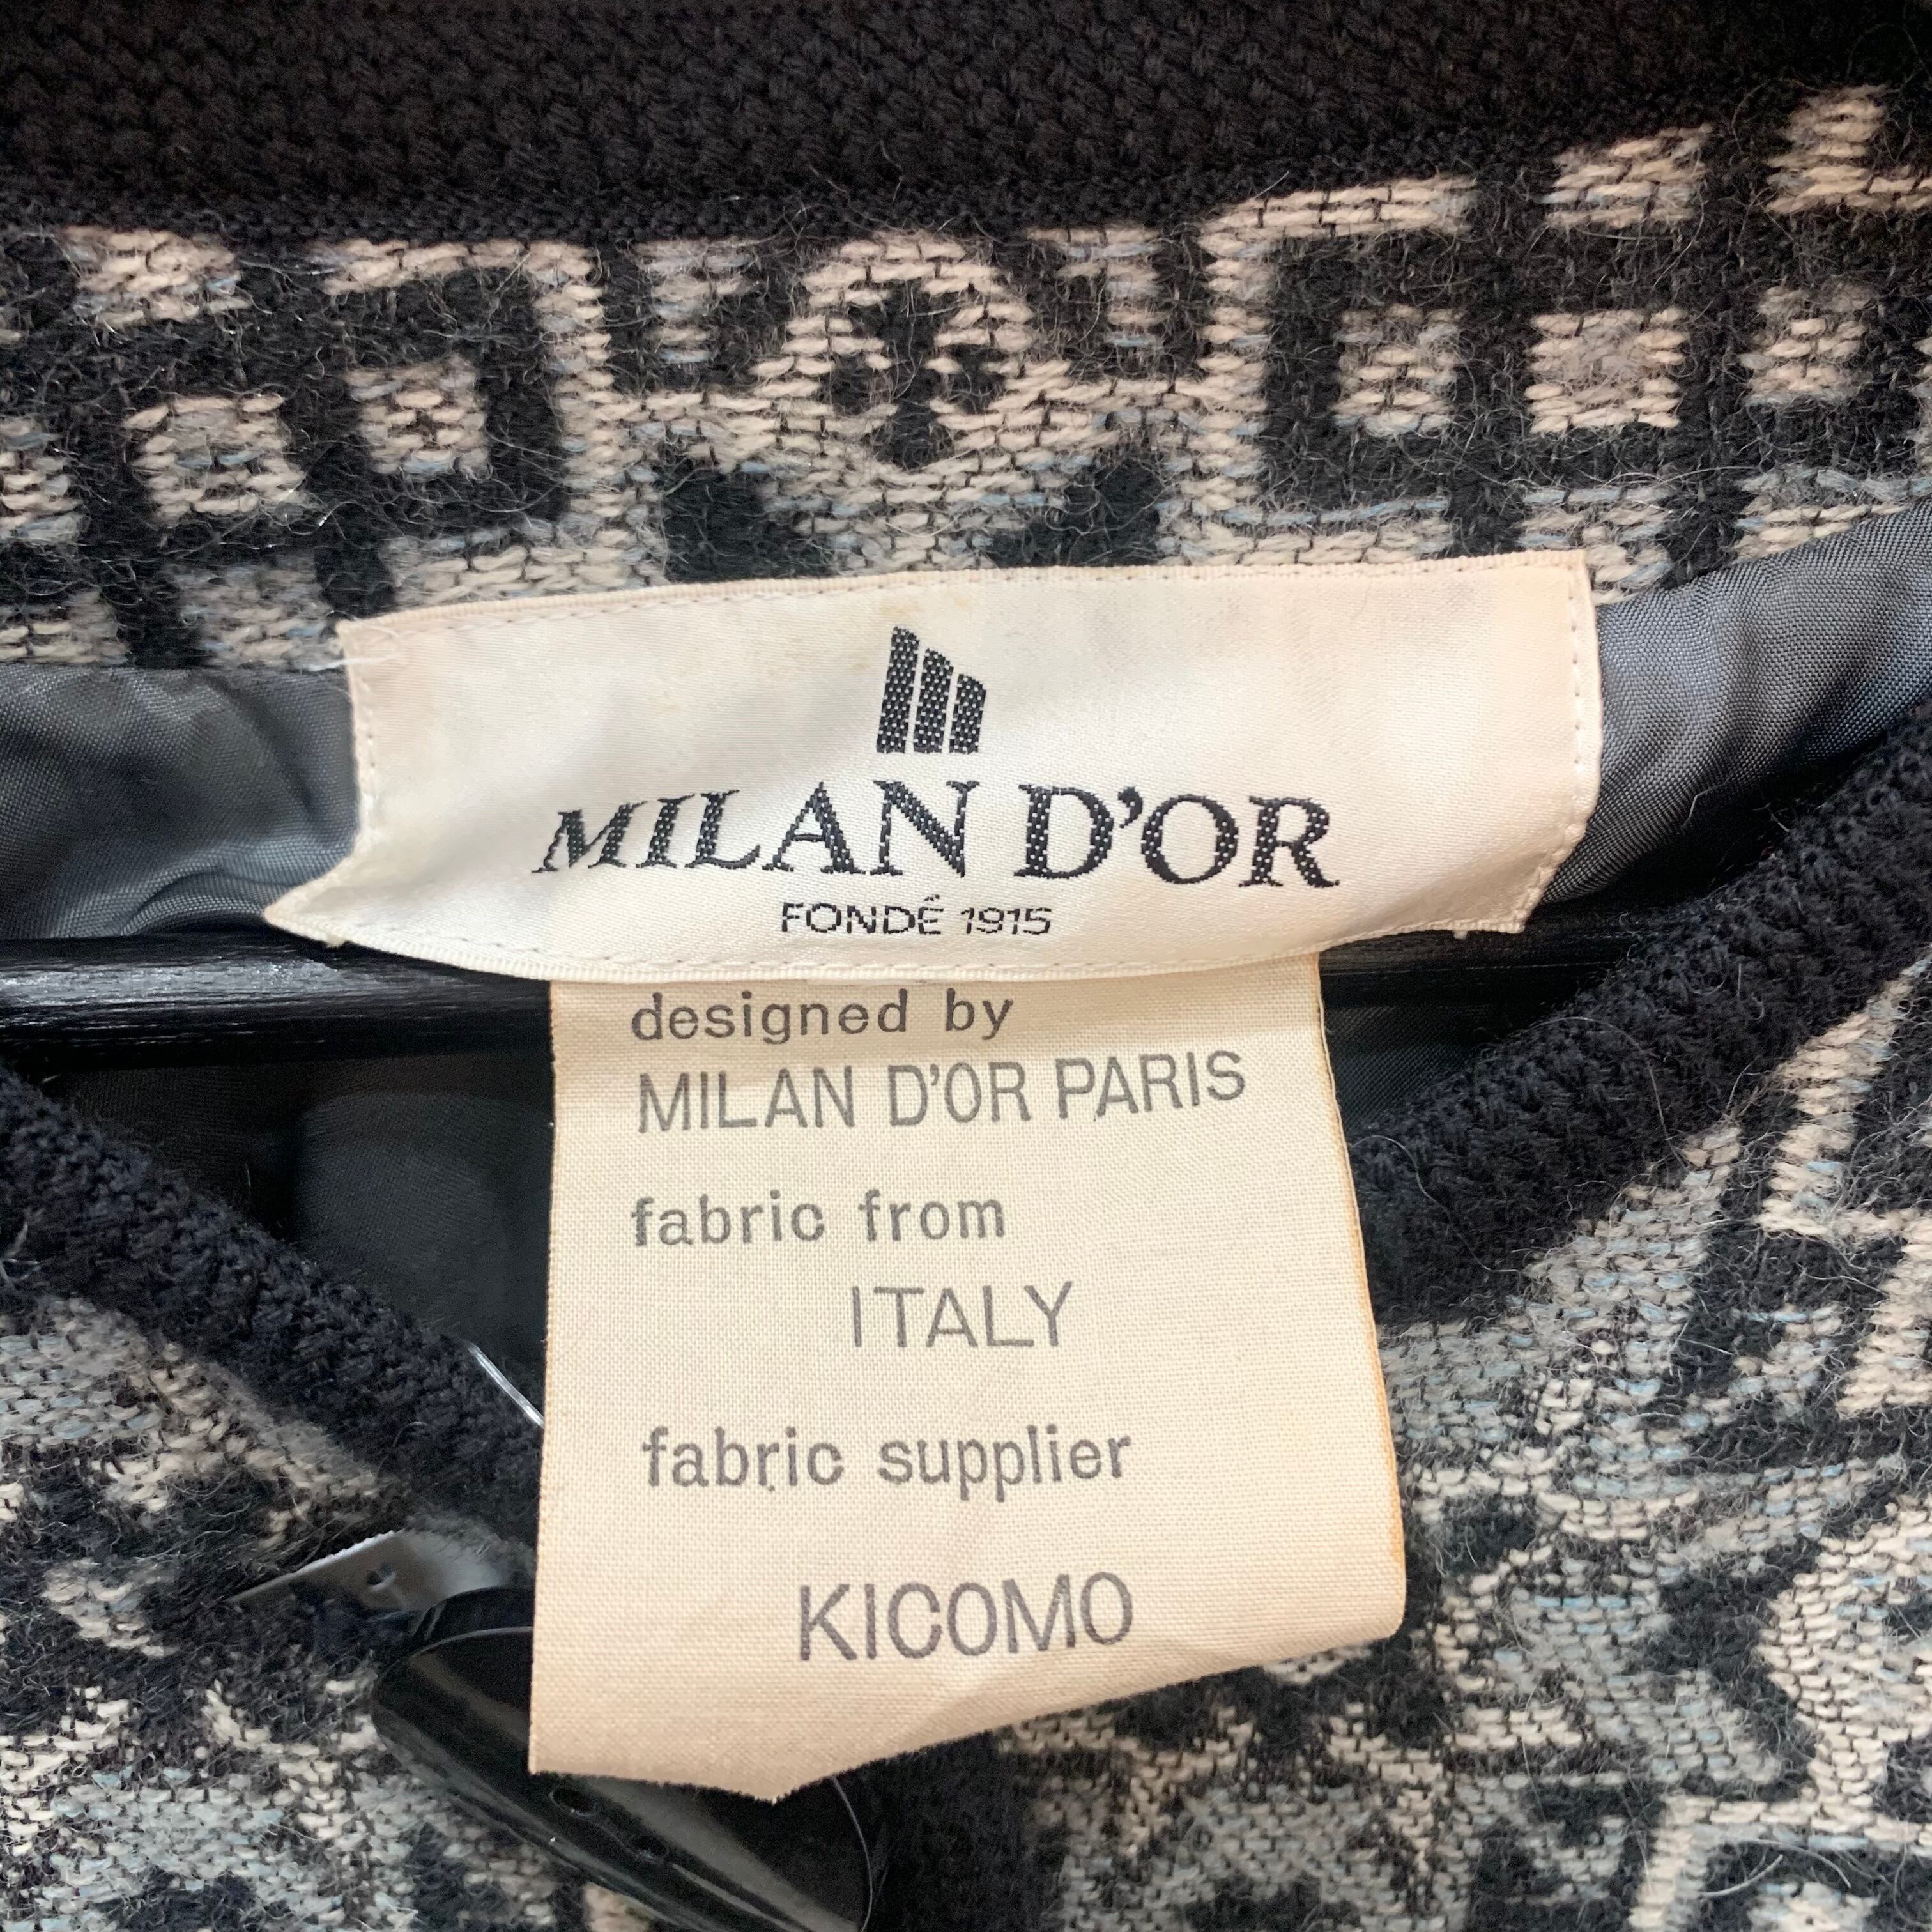 MILAN D'OR
FONDÉ 1915
designed by
MILAN D'OR PARIS
fabric from
ITALY
fabric supplier
KICOMO